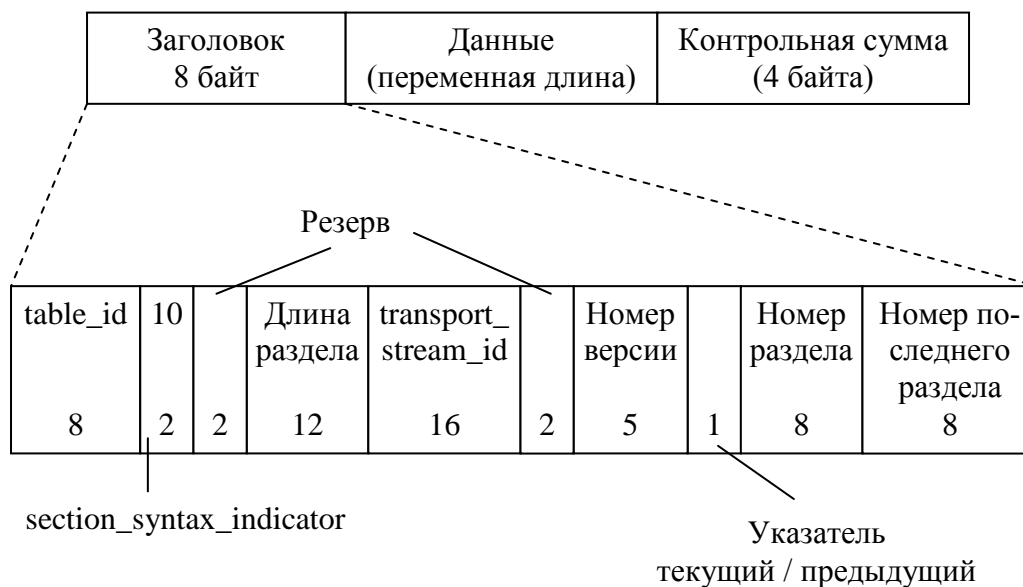 Заголовок
8 байт
Данные
(переменная длина)
Контрольная сумма
(4 байта)
Резерв
table_id
8
10
2
2
Длина
раздела
12
transport_
stream_id
16
2
Номер
версии
5
1
Номер
раздела
8
Номер по-
следнего
раздела
8
section_syntax_indicator
Указатель
текущий / предыдущий